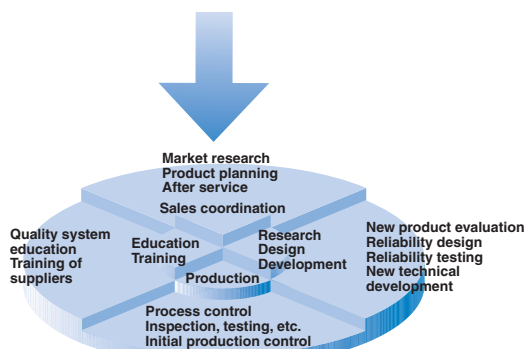 Market research
Product planning
After service
Sales coordination
Quality system
education
Training of
suppliers
Education
Training
Research
Design
Development
New product evaluation
Reliability design
Reliability testing
New technical
development
Production
Process control
Inspection, testing, etc.
Initial production control